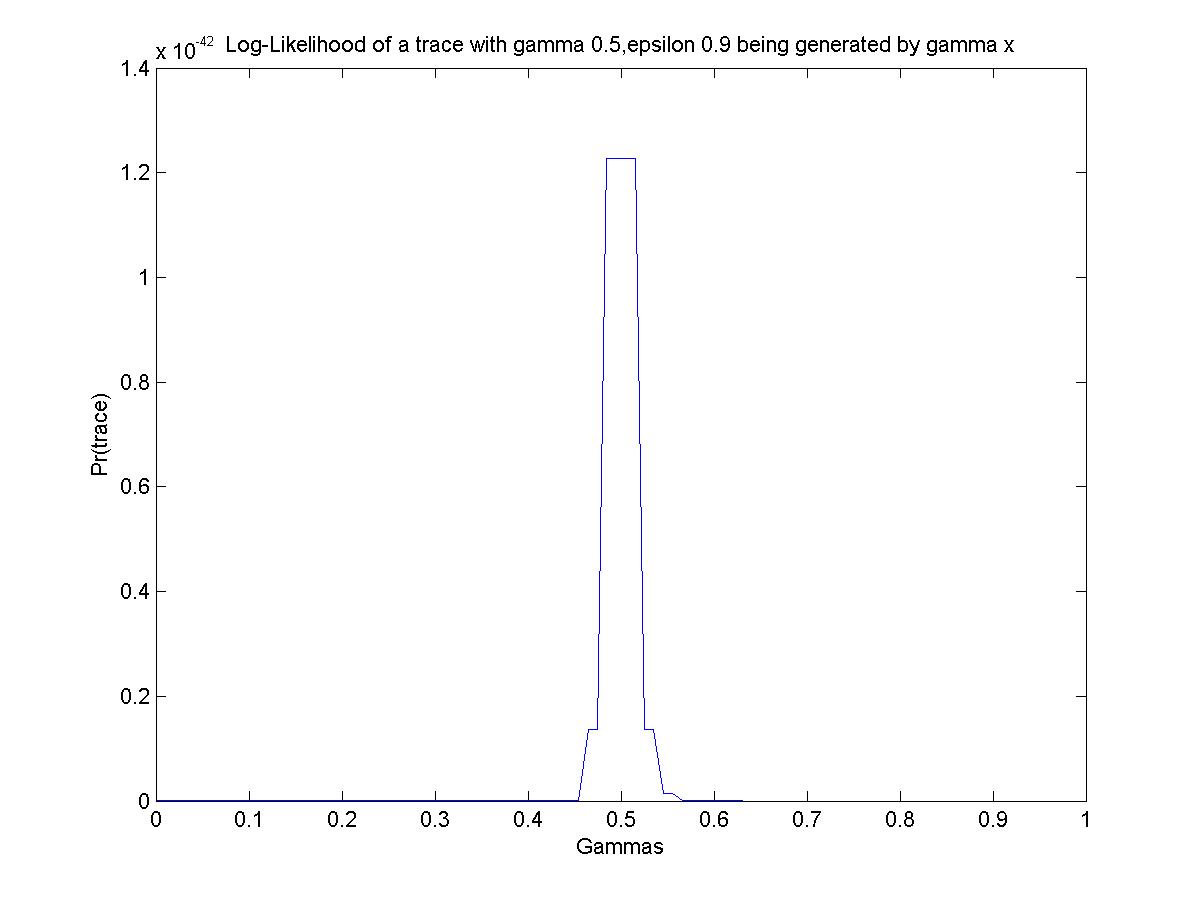 x 10-42 Log-Likelihood of a trace with gamma 0.5,epsilon 0.9 being generated by gamma x
1.4
1.2
1
0.8
0.6
0.4
0.2
0
Pr(trace)
0 0.1 0.2 0.3 0.4 0.5 0.6 0.7 0.8 0.9 1
Gammas